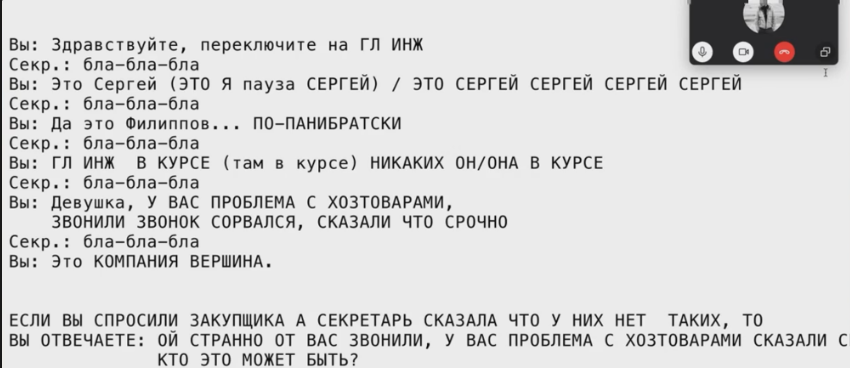 Вы: Здравствуйте, переключите на ГЛ ИНЖ
Секр.: бла-бла-бла
Вы: Это Сергей (ЭТО Я пауза СЕРГЕЙ) / ЭТО СЕРГЕЙ СЕРГЕЙ СЕРГЕЙ СЕРГЕЙ
Секр.: бла-бла-бла
Вы: Да это Филиппов... ПО-ПАНИБРАТСКИ
Секр.: бла-бла-бла
Вы: ГЛ ИНЖ  В КУРСЕ (там в курсе) НИКАКИХ ОН/ОНА В КУРСЕ
Секр.: бла-бла-бла
Вы: Девушка, У ВАС ПРОБЛЕМА С ХОЗТОВАРАМИ,
ЗВОНИЛИ ЗВОНОК СОРВАЛСЯ, СКАЗАЛИ ЧТО СРОЧНО
Секр.: бла-бла-бла
Вы: Это КОМПАНИЯ ВЕРШИНА.
ЕСЛИ ВЫ СПРОСИЛИ ЗАКУПЩИКА А СЕКРЕТАРЬ СКАЗАЛА ЧТО У НИХ НЕТ  ТАКИХ, ТО
ВЫ ОТВЕЧАЕТЕ: ОЙ СТРАННО ОТ ВАС ЗВОНИЛИ, У ВАС ПРОБЛЕМА С ХОЗТОВАРАМИ СКАЗАЛИ
КТО ЭТО МОЖЕТ БЫТЬ?